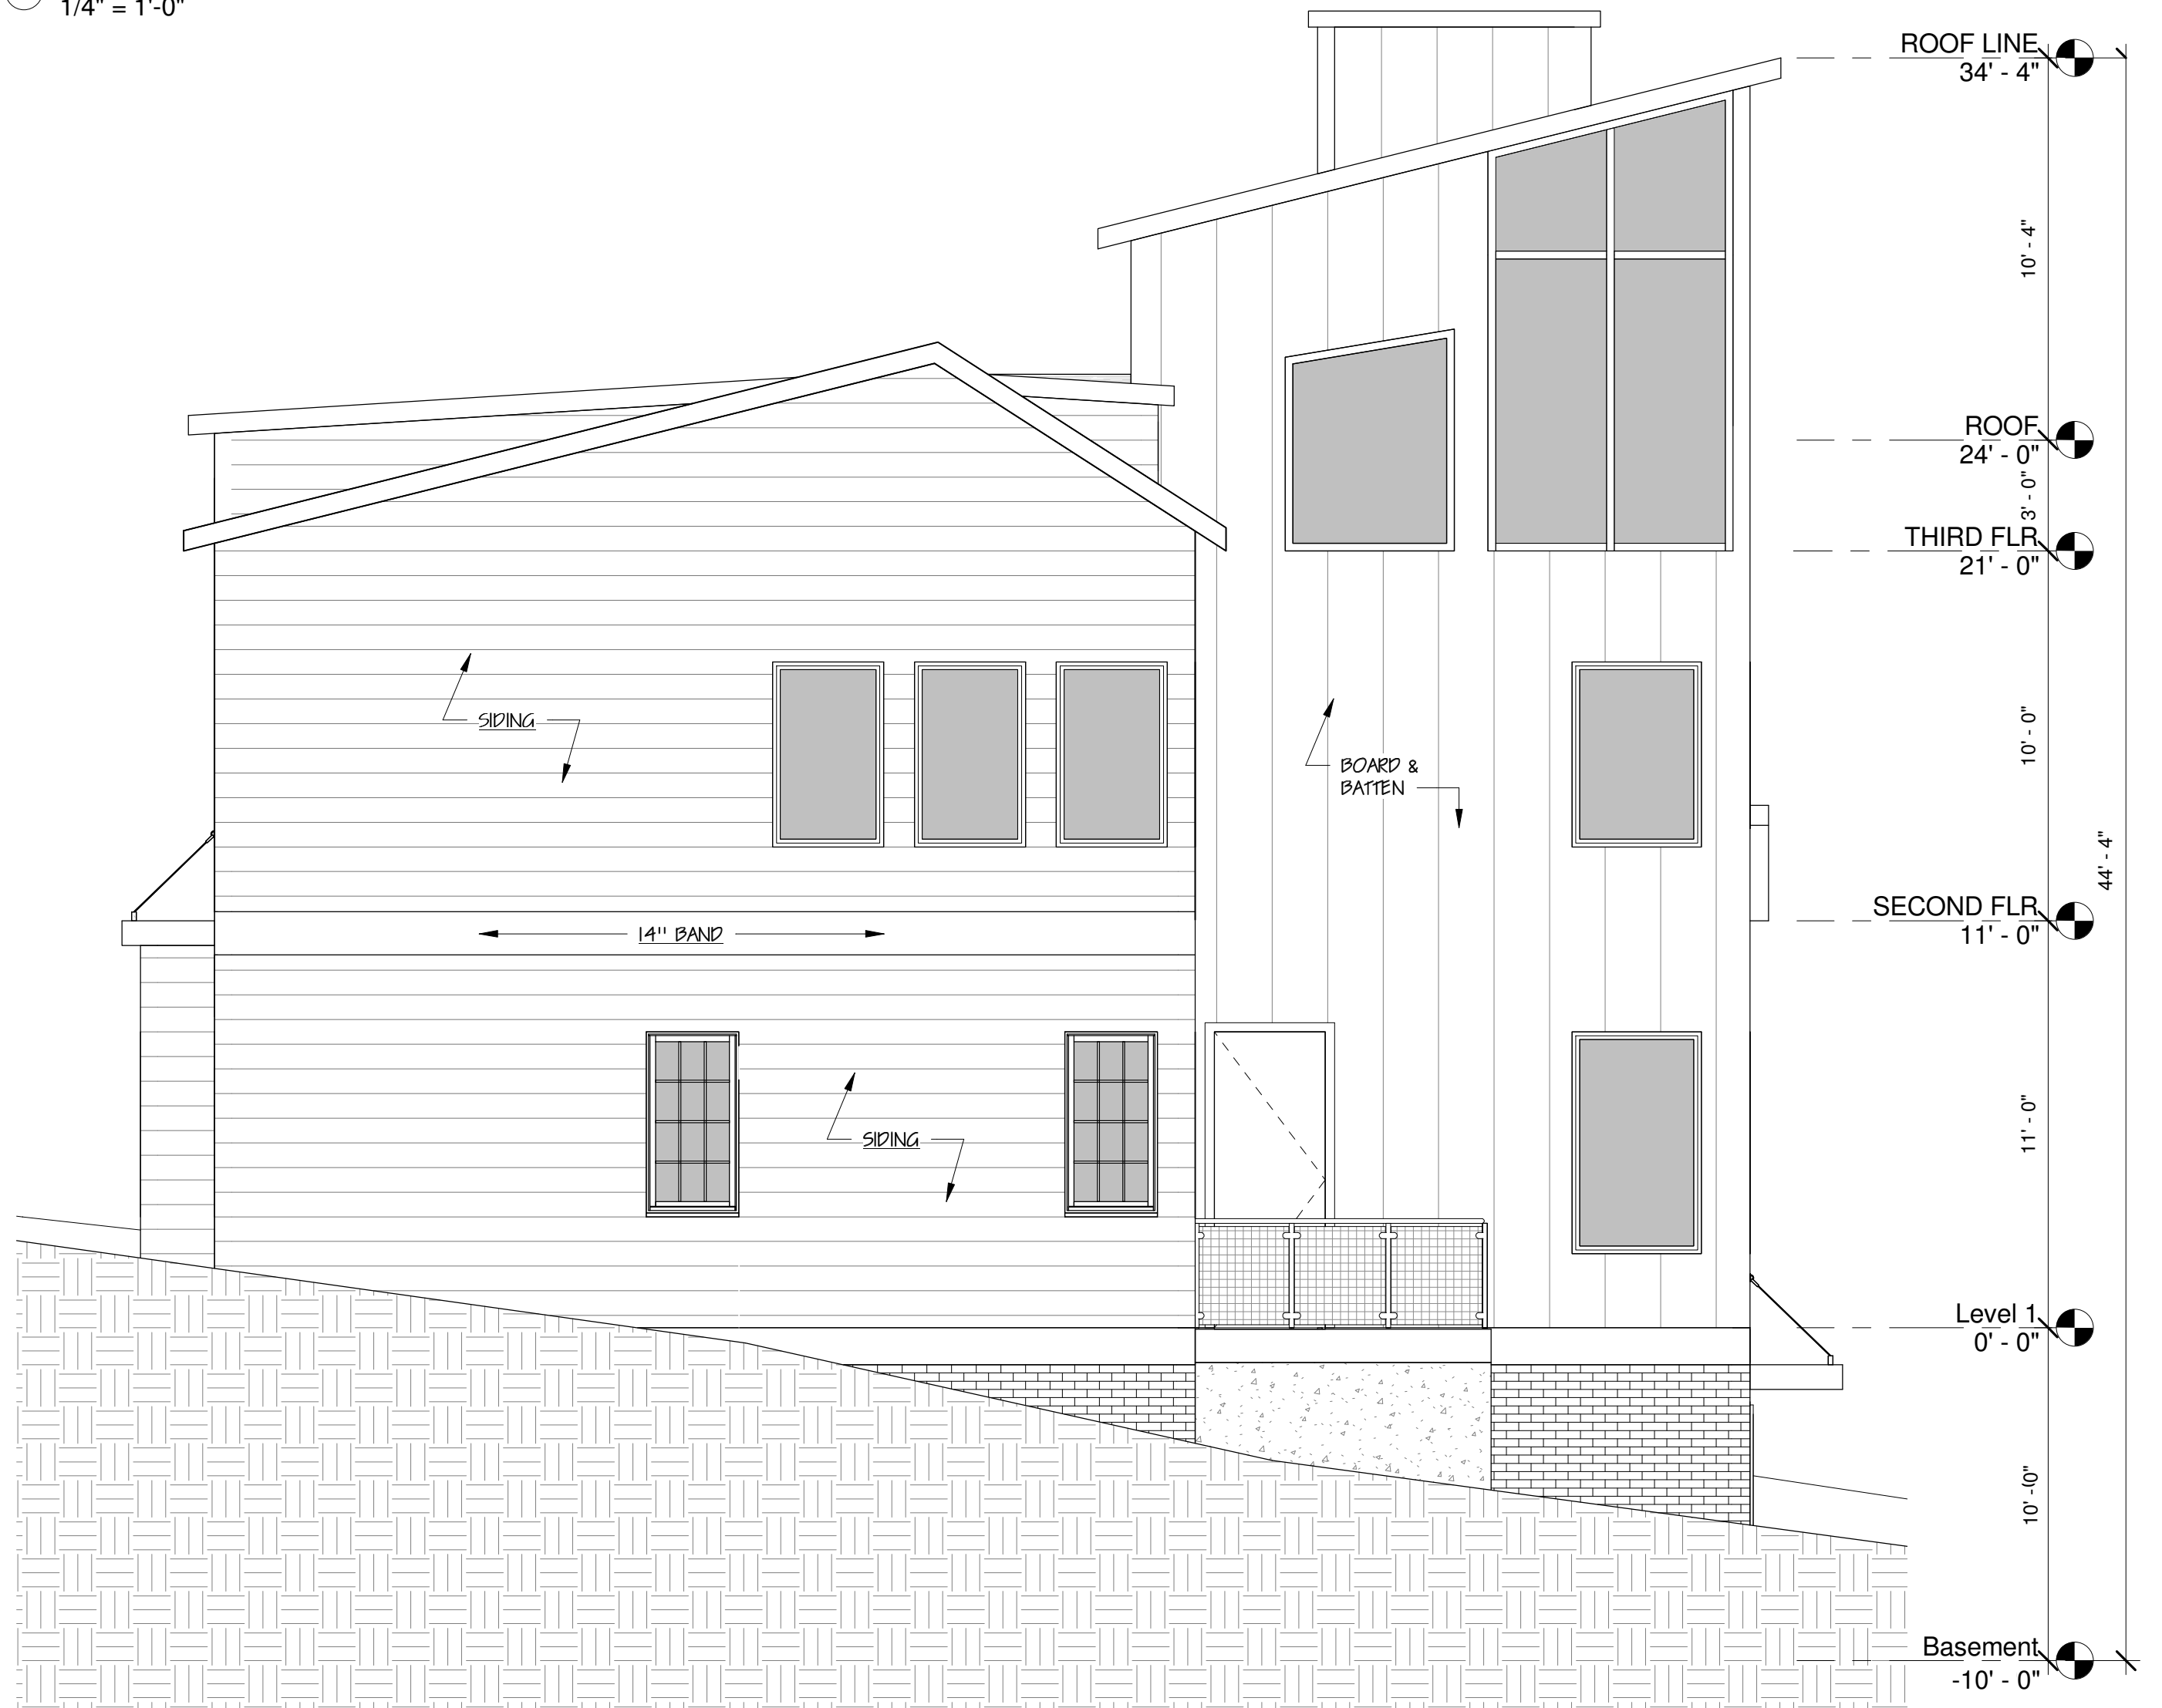 1/4" = 1'-0"
ROOF LINE
34' - 4"
10' - 4"
ROOF
24' - 0"
3' - 0"
THIRD FLR
21' - 0"
SIDING
BOARD &
BATTEN
10' - 0"
44' - 4"
SECOND FLR
11' - 0"
14" BAND
11' - 0"
SIDING
Level 1
0' - 0"
10' - 0"
Basement
-10' - 0"